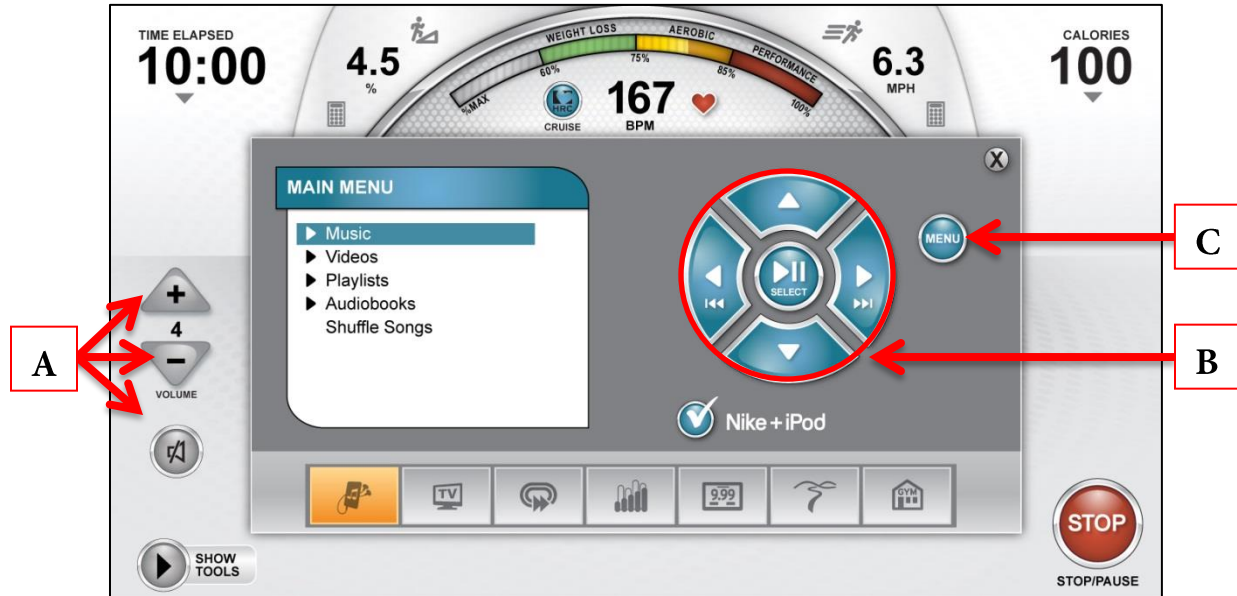 TIME ELAPSED
10:00
4.5
%
WEIGHT LOSS
AEROBIC
PERFORMANCE
%MAX
60%
75%
85%
100%
HRC
CRUISE
167
BPM
6.3
MPH
CALORIES
100
X
MAIN MENU
Music
Videos
Playlists
Audiobooks
Shuffle Songs
SELECT
MENU
C
B
A
+
4
−
VOLUME
Nike + iPod
TV
9.99
GYM
SHOW
TOOLS
STOP
STOP/PAUSE